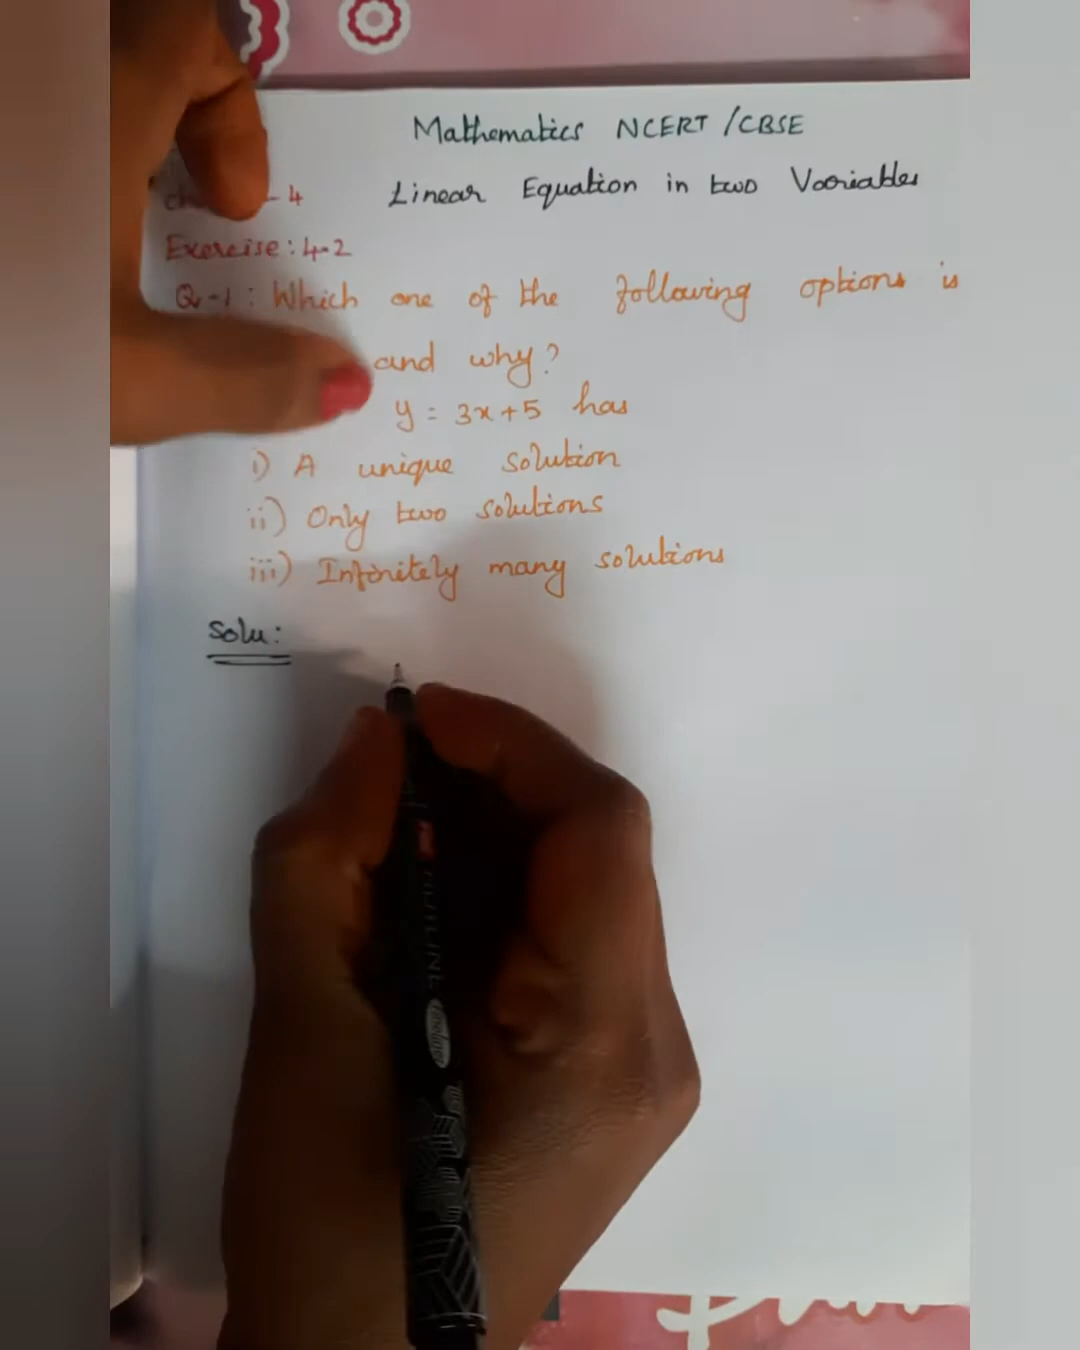 Mathematics NCERT / CBSE
- 4 Linear Equation in two Variables
Exercise: 4.2
Q-1: Which one of the following options is
and why?
y = 3x+5 has
i) A unique solution
ii) Only two solutions
iii) Infinitely many solutions
Solu: